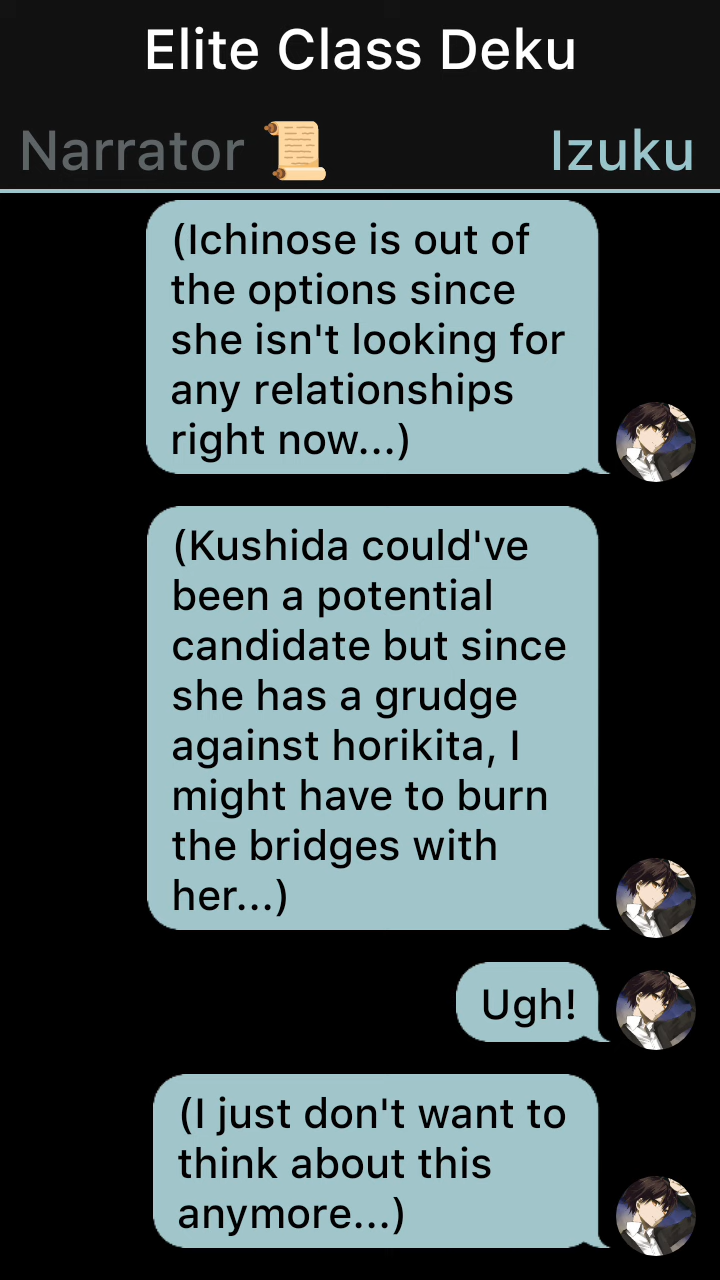 Elite Class Deku
Narrator 📜 Izuku
(Ichinose is out of
the options since
she isn't looking for
any relationships
right now...)
(Kushida could've
been a potential
candidate but since
she has a grudge
against horikita, I
might have to burn
the bridges with
her...)
Ugh!
(I just don't want to
think about this
anymore...)